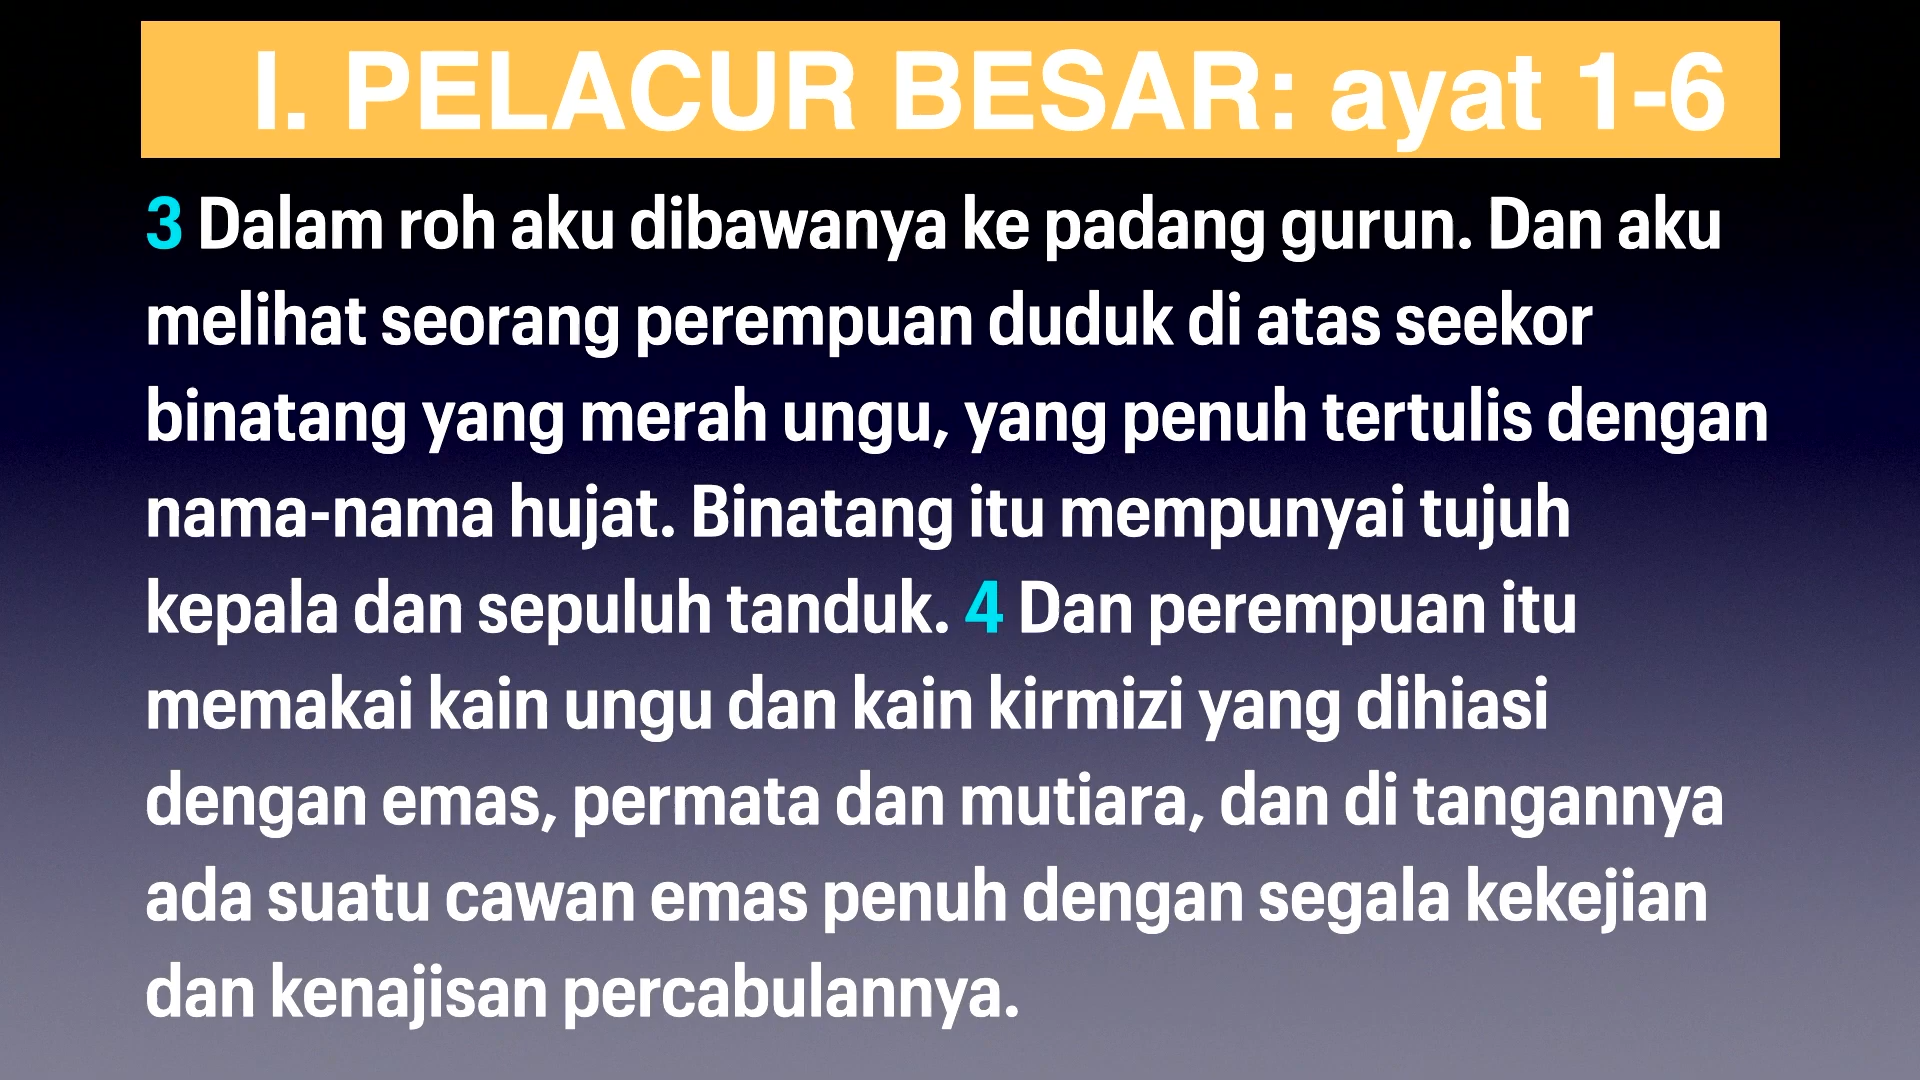 I. PELACUR BESAR: ayat 1-6
3 Dalam roh aku dibawanya ke padang gurun. Dan aku
melihat seorang perempuan duduk di atas seekor
binatang yang merah ungu, yang penuh tertulis dengan
nama-nama hujat. Binatang itu mempunyai tujuh
kepala dan sepuluh tanduk. 4 Dan perempuan itu
memakai kain ungu dan kain kirmizi yang dihiasi
dengan emas, permata dan mutiara, dan di tangannya
ada suatu cawan emas penuh dengan segala kekejian
dan kenajisan percabulannya.